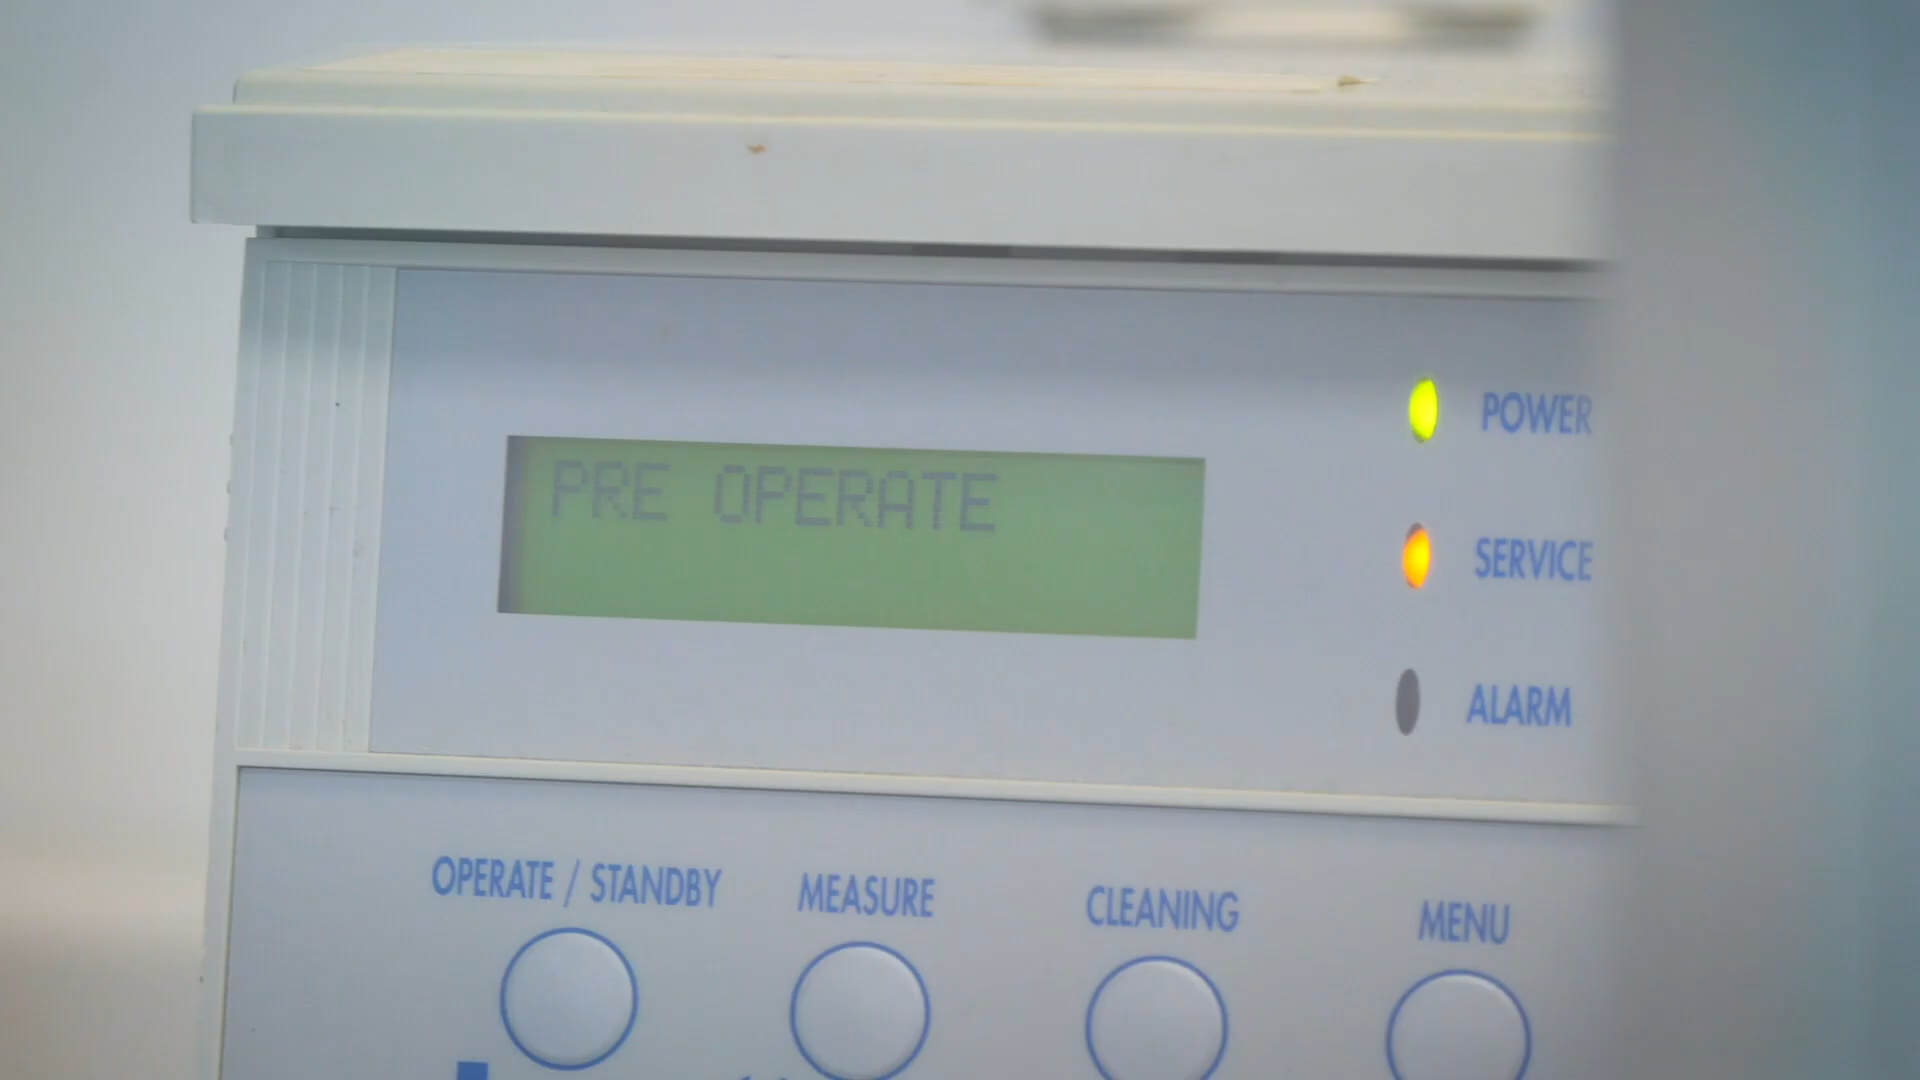 PRE OPERATE
POWER
SERVICE
ALARM
OPERATE / STANDBY
MEASURE
CLEANING
MENU